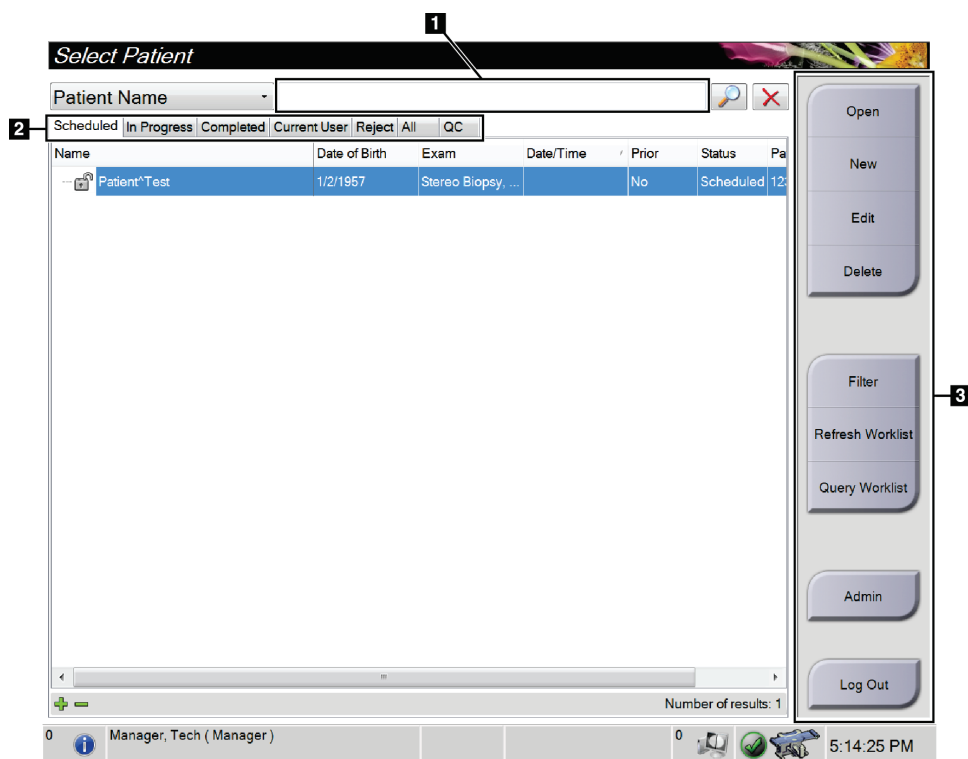 1
Select Patient
Patient Name
2
Scheduled In Progress Completed Current User Reject All QC
Name Date of Birth Exam Date/Time Prior Status Pa
Patient^Test 1/2/1957 Stereo Biopsy, ... No Scheduled 12
Open
New
Edit
Delete
Filter
3
Refresh Worklist
Query Worklist
Admin
Log Out
Number of results: 1
0 Manager, Tech ( Manager ) 0 5:14:25 PM